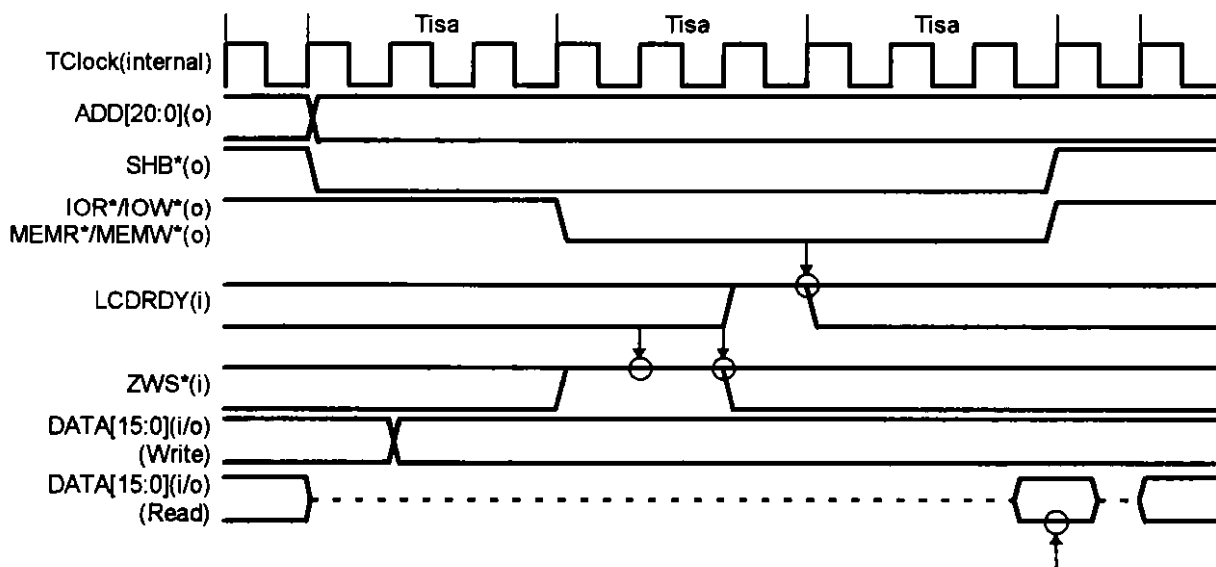 Tisa Tisa Tisa
TClock(internal)
ADD[20:0](o)
SHB*(o)
IOR*/IOW*(o)
MEMR*/MEMW*(o)
LCDRDY(i)
ZWS*(i)
DATA[15:0](i/o)
(Write)
DATA[15:0](i/o)
(Read)